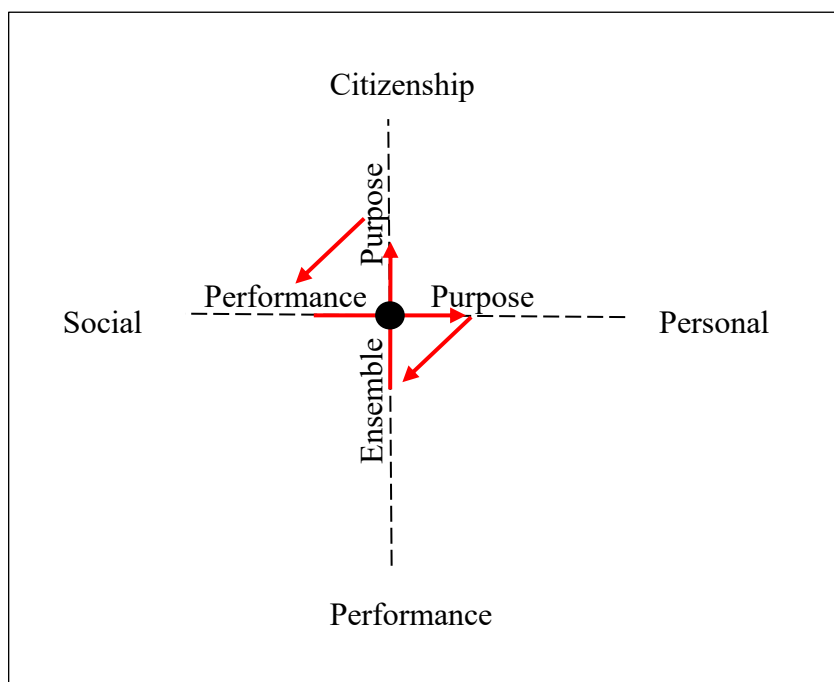 Citizenship
Purpose
Performance
Purpose
Social
Personal
Ensemble
Performance